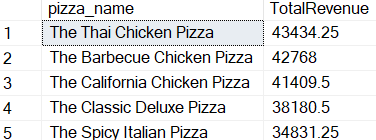 pizza_name TotalRevenue
1 The Thai Chicken Pizza 43434.25
2 The Barbecue Chicken Pizza 42768
3 The California Chicken Pizza 41409.5
4 The Classic Deluxe Pizza 38180.5
5 The Spicy Italian Pizza 34831.25